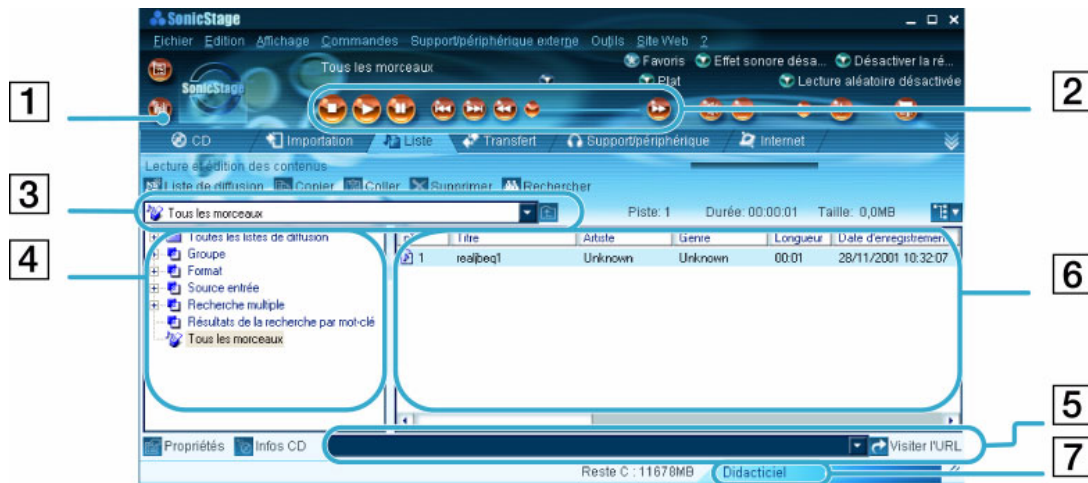 SonicStage
Fichier Edition Affichage Commandes Support/périphérique externe Outils Site Web ?
Tous les morceaux
Favoris Effet sonore désa... Désactiver la ré...
Plat Lecture aléatoire désactivée
SonicStage
1
2
CD Importation Liste Transfert Support/périphérique Internet
Lecture et édition des contenus
Liste de diffusion Copier Coller Supprimer Rechercher
3
Tous les morceaux Piste: 1 Durée: 00:00:01 Taille: 0,0MB
4
Toutes les listes de diffusion
Groupe
Format
Source entrée
Recherche multiple
Résultats de la recherche par mot-clé
Tous les morceaux
Titre Artiste Genre Longueur Date d'enregistrement
1 realjbeq1 Unknown Unknown 00:01 28/11/2001 10:32:07
6
5
Propriétés Infos CD Visiter l'URL
Reste C : 11678MB Didacticiel
7